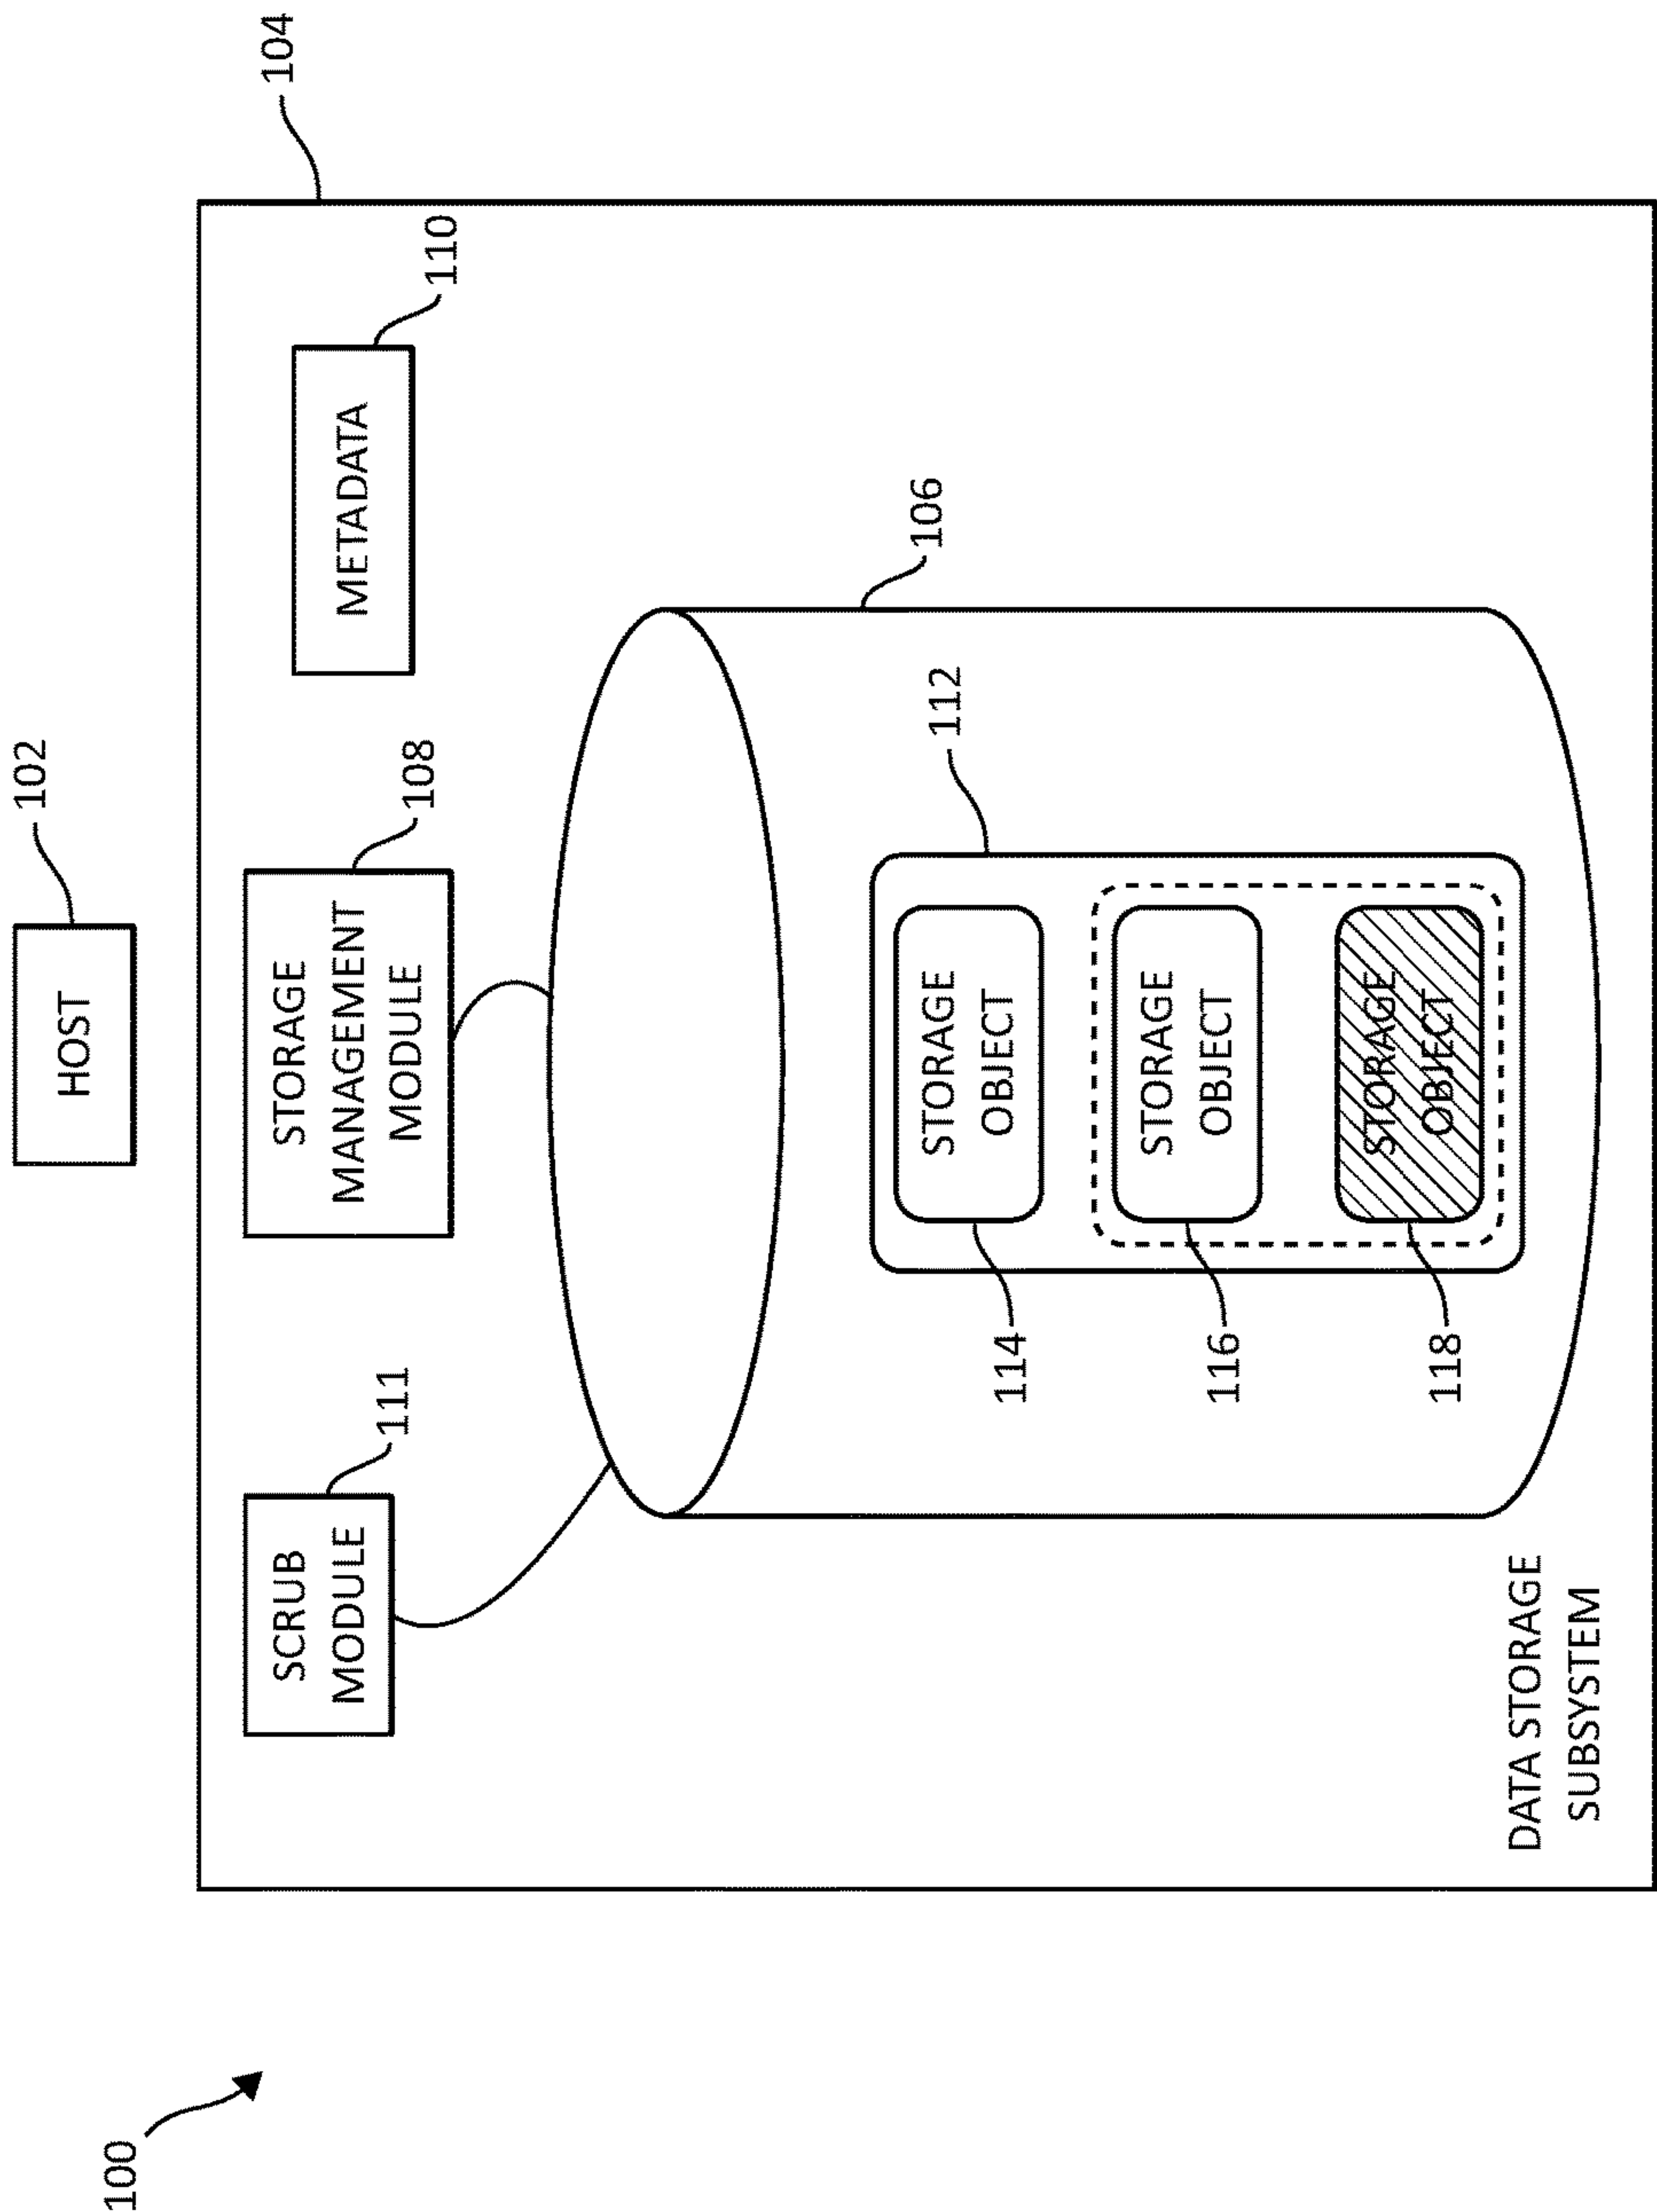 100
HOST
102
104
SCRUB
MODULE
111
STORAGE
MANAGEMENT
MODULE
108
METADATA
110
106
112
STORAGE
OBJECT
114
STORAGE
OBJECT
116
STORAGE
OBJECT
118
DATA STORAGE
SUBSYSTEM